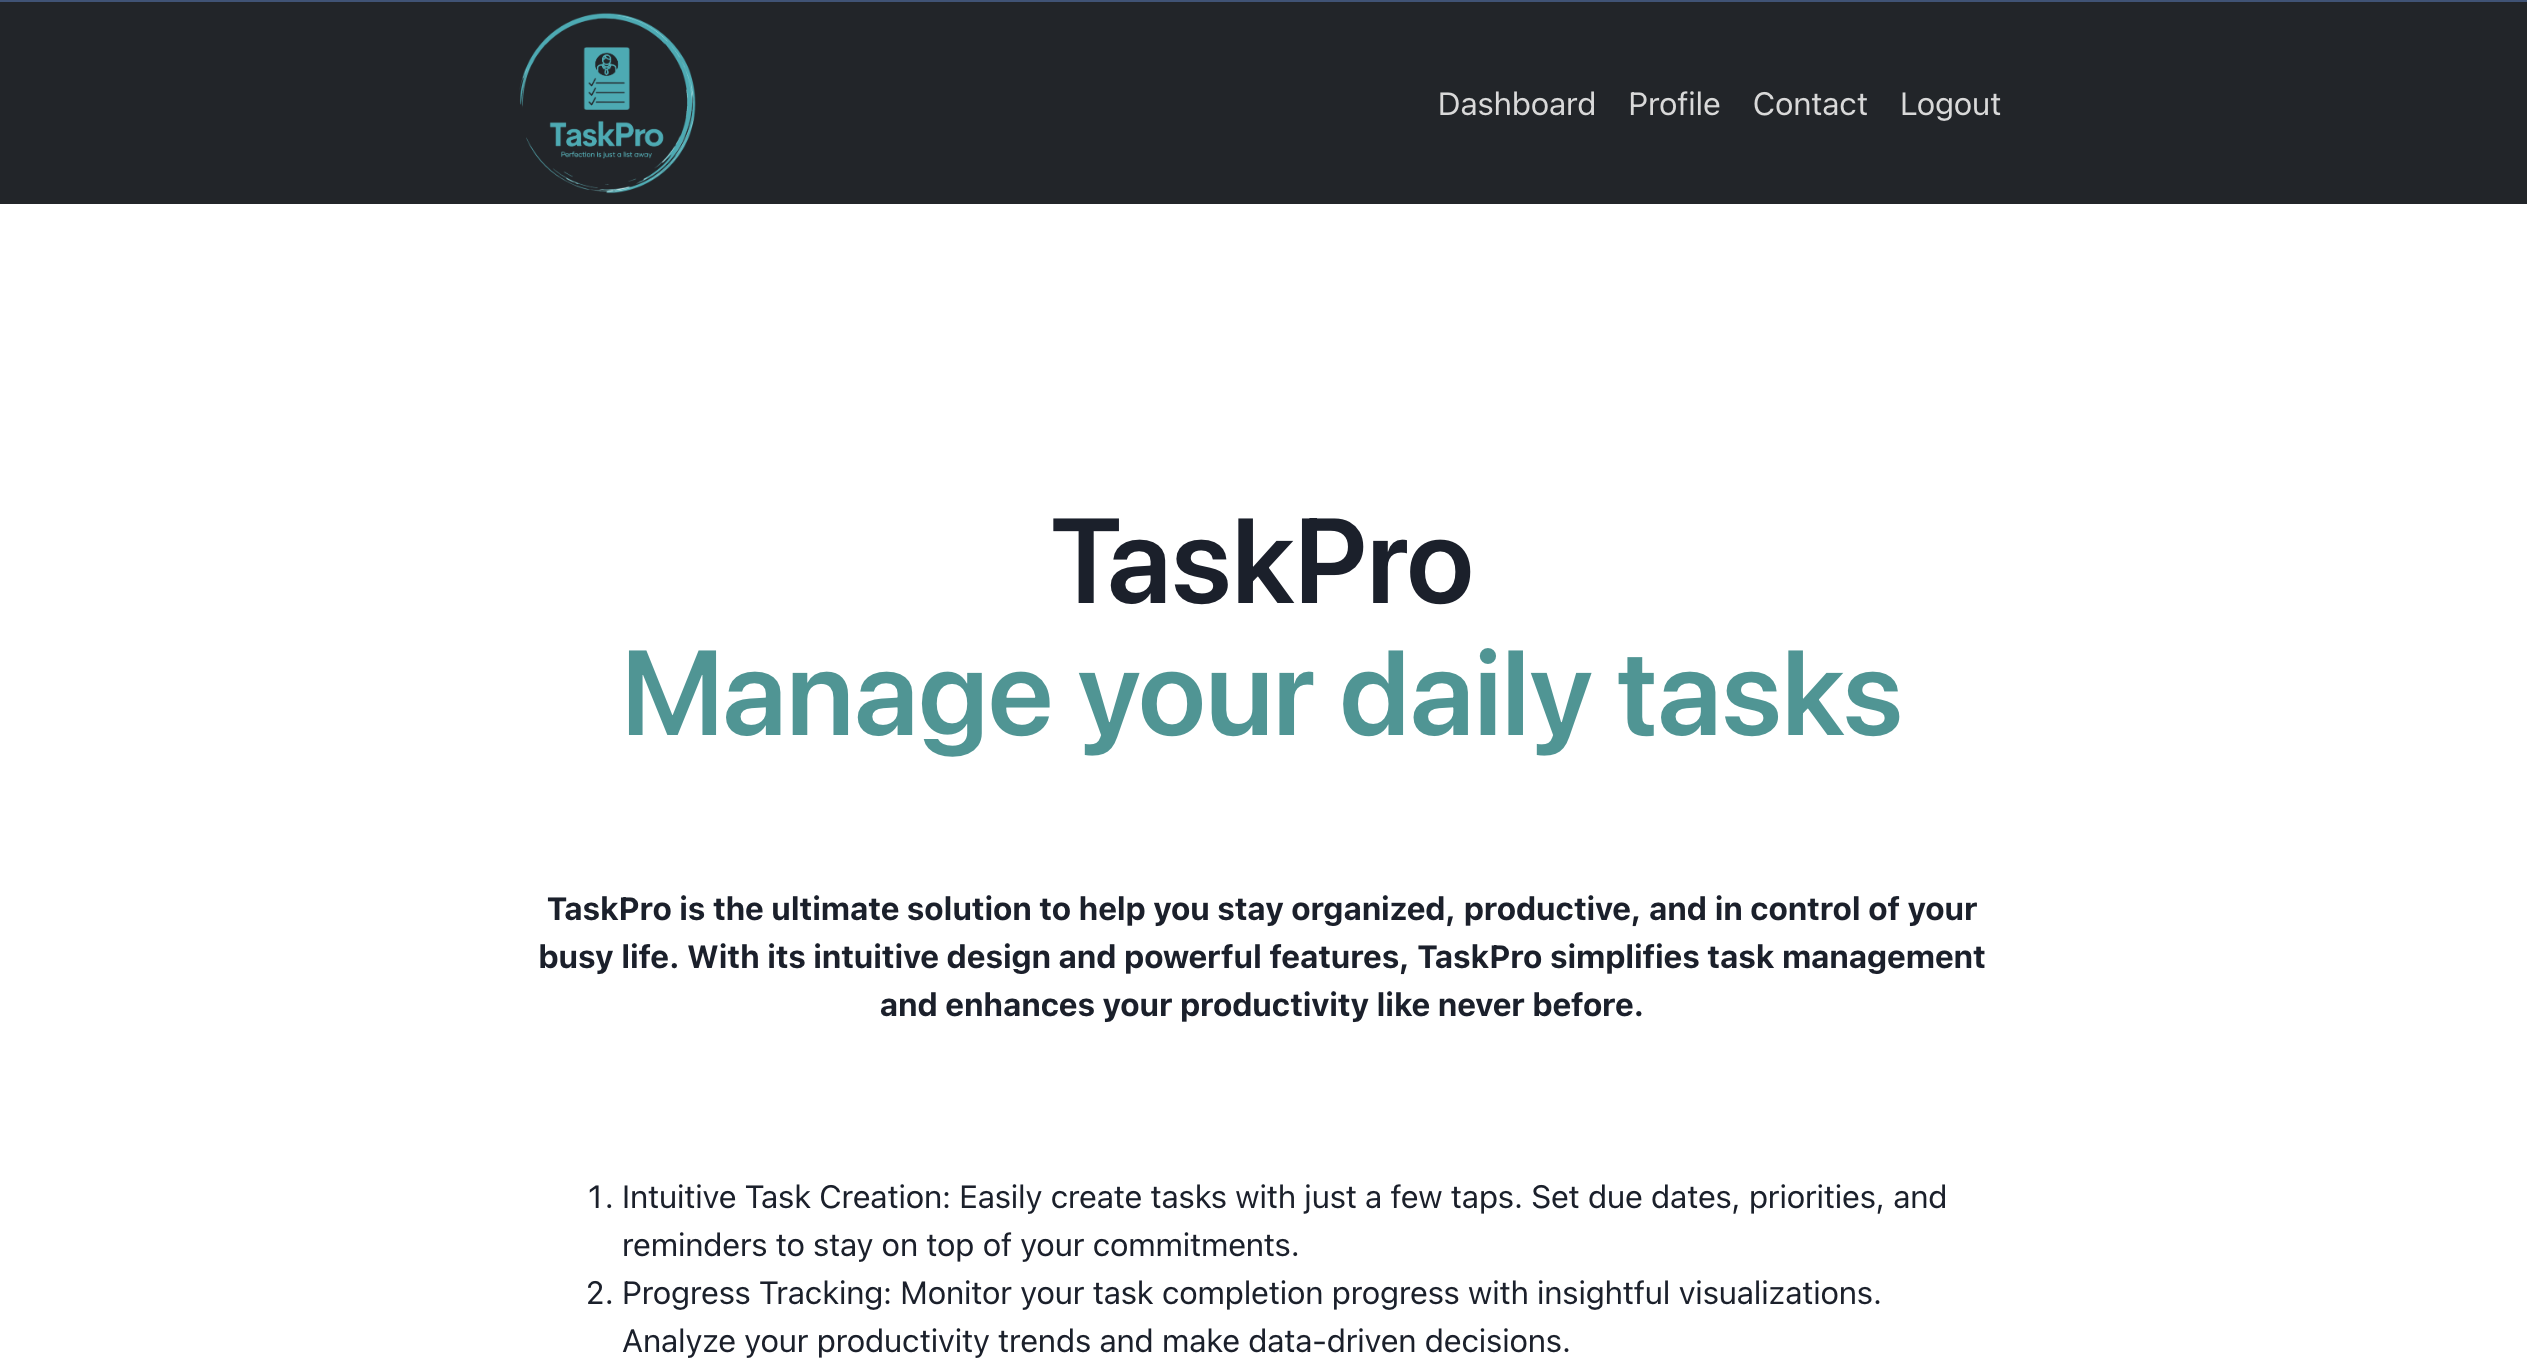 TaskPro
Perfection is just a list away
Dashboard Profile Contact Logout
TaskPro
Manage your daily tasks
TaskPro is the ultimate solution to help you stay organized, productive, and in control of your
busy life. With its intuitive design and powerful features, TaskPro simplifies task management
and enhances your productivity like never before.
1. Intuitive Task Creation: Easily create tasks with just a few taps. Set due dates, priorities, and
reminders to stay on top of your commitments.
2. Progress Tracking: Monitor your task completion progress with insightful visualizations.
Analyze your productivity trends and make data-driven decisions.